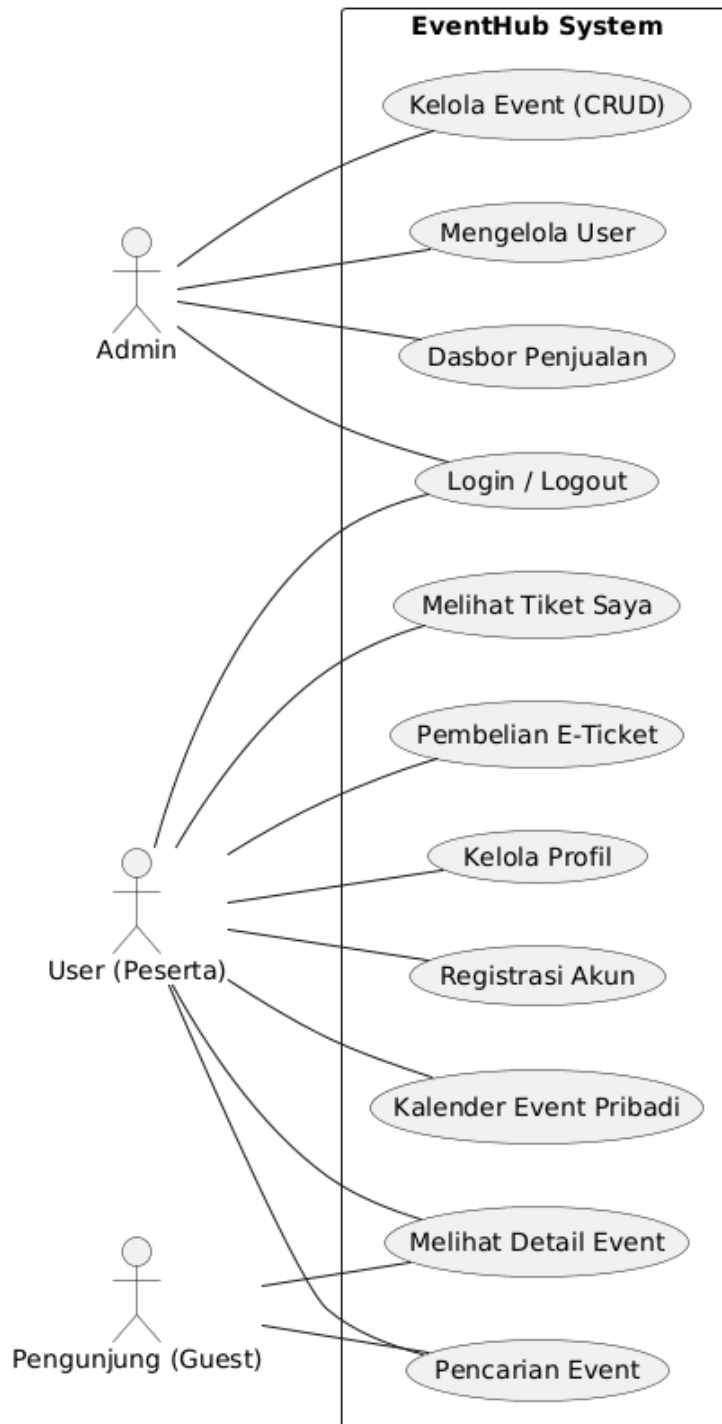 EventHub System
Kelola Event (CRUD)
Mengelola User
Admin
Dasbor Penjualan
Login / Logout
Melihat Tiket Saya
Pembelian E-Ticket
Kelola Profil
User (Peserta)
Registrasi Akun
Kalender Event Pribadi
Melihat Detail Event
Pengunjung (Guest)
Pencarian Event